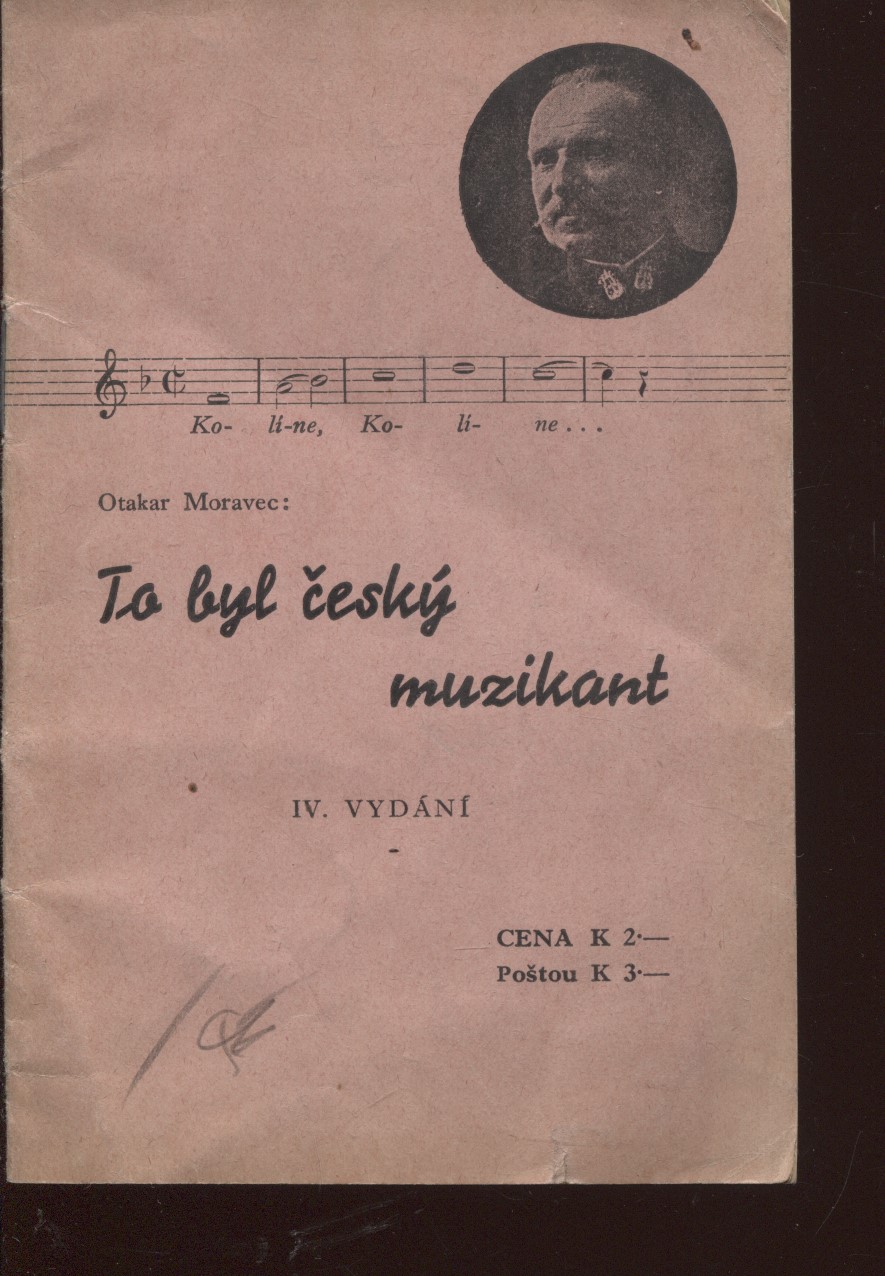 Ko- lí-ne, Ko- lí- ne . . .
Otakar Moravec:
To byl český
muzikant
IV. VYDÁNÍ
CENA K 2·—
Poštou K 3·—